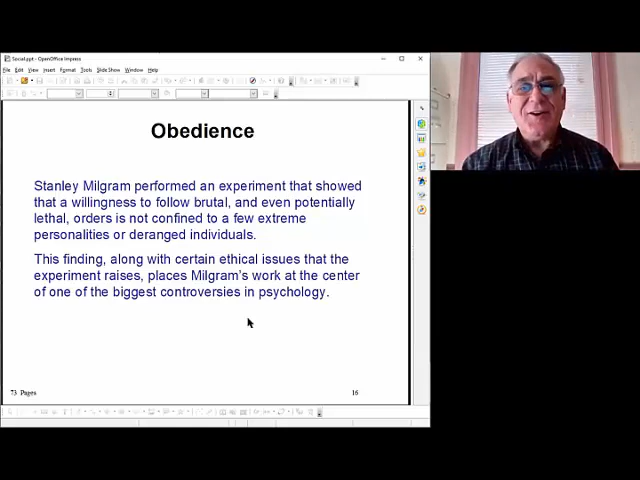 Social.ppt - OpenOffice Impress
File Edit View Insert Format Tools Slide Show Window Help
Obedience
Stanley Milgram performed an experiment that showed
that a willingness to follow brutal, and even potentially
lethal, orders is not confined to a few extreme
personalities or deranged individuals.
This finding, along with certain ethical issues that the
experiment raises, places Milgram's work at the center
of one of the biggest controversies in psychology.
73 Pages
16